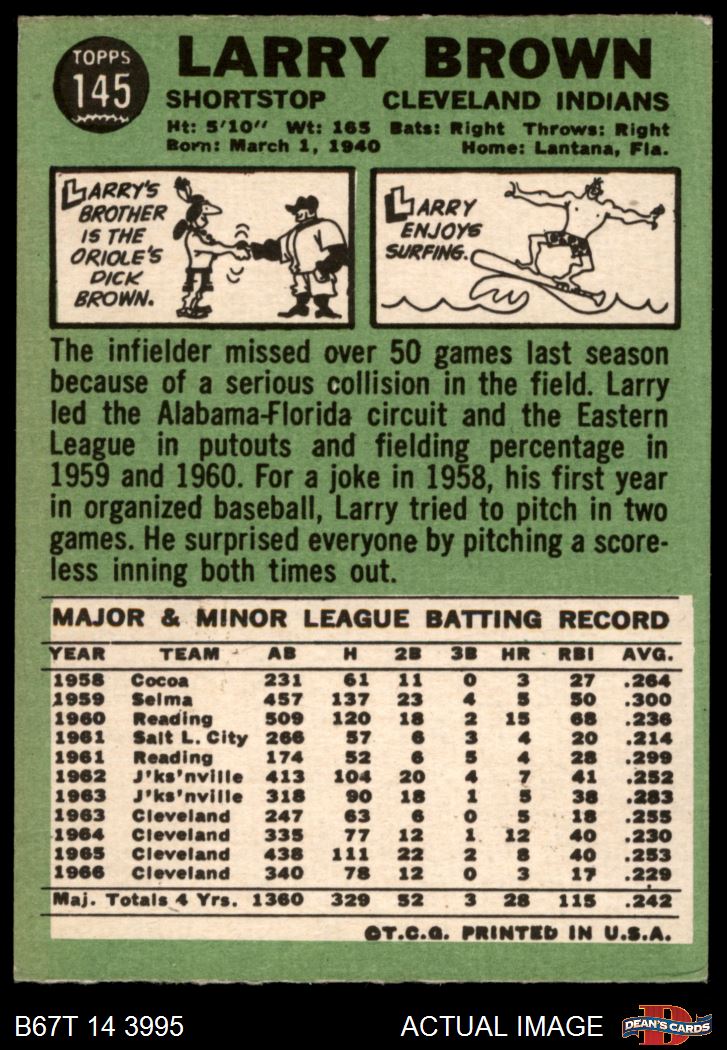 TOPPS
145
LARRY BROWN
SHORTSTOP CLEVELAND INDIANS
Ht: 5'10" Wt: 165 Bats: Right Throws: Right
Born: March 1, 1940 Home: Lantana, Fla.
LARRY'S
BROTHER
IS THE
ORIOLE'S
DICK
BROWN.
LARRY
ENJOYS
SURFING.
The infielder missed over 50 games last season
because of a serious collision in the field. Larry
led the Alabama-Florida circuit and the Eastern
League in putouts and fielding percentage in
1959 and 1960. For a joke in 1958, his first year
in organized baseball, Larry tried to pitch in two
games. He surprised everyone by pitching a score-
less inning both times out.
MAJOR & MINOR LEAGUE BATTING RECORD
YEAR TEAM AB H 2B 3B HR RBI AVG.
1958 Cocoa 231 61 11 0 3 27 .264
1959 Selma 457 137 23 4 5 50 .300
1960 Reading 509 120 18 2 15 68 .236
1961 Salt L. City 266 57 6 3 4 20 .214
1961 Reading 174 52 6 5 4 28 .299
1962 J'ks'nville 413 104 20 4 7 41 .252
1963 J'ks'nville 318 90 18 1 5 38 .283
1963 Cleveland 247 63 6 0 5 18 .255
1964 Cleveland 335 77 12 1 12 40 .230
1965 Cleveland 438 111 22 2 8 40 .253
1966 Cleveland 340 78 12 0 3 17 .229
Maj. Totals 4 Yrs. 1360 329 52 3 28 115 .242
©T.C.G. PRINTED IN U.S.A.
B67T 14 3995 ACTUAL IMAGE
D
DEAN'S CARDS